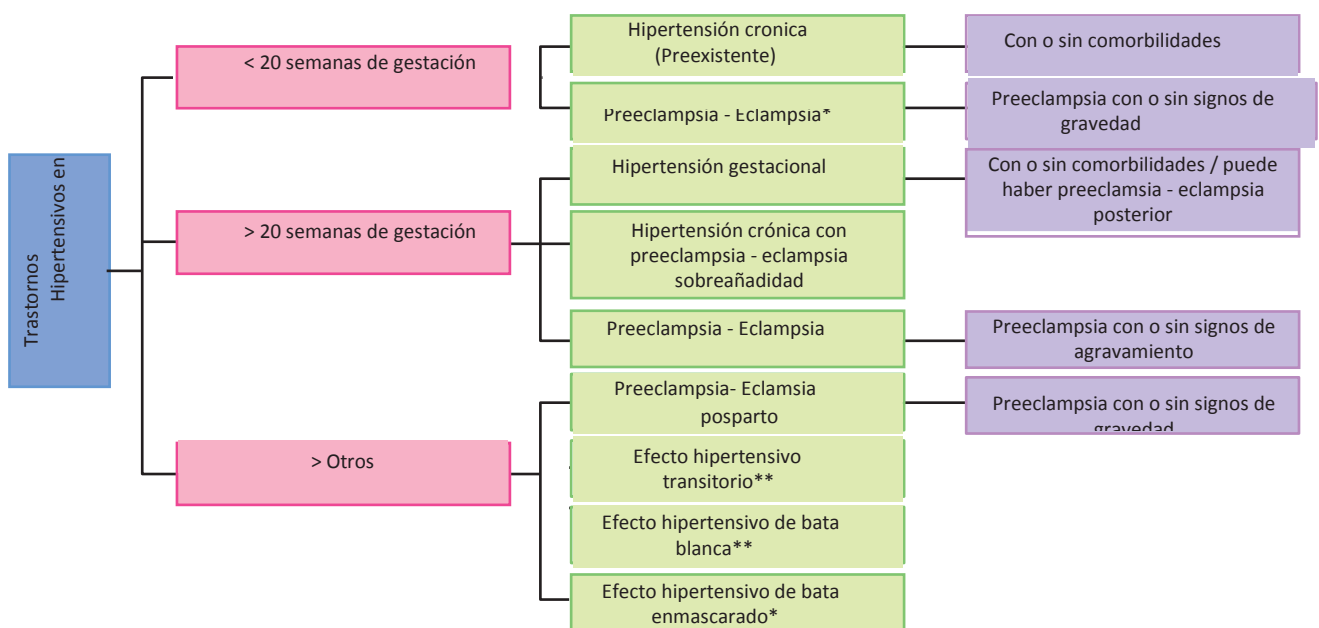 Trastornos
Hipertensivos en
< 20 semanas de gestación
Hipertensión cronica
(Preexistente)
Con o sin comorbilidades
Preeclampsia - Eclampsia*
Preeclampsia con o sin signos de
gravedad
> 20 semanas de gestación
Hipertensión gestacional
Con o sin comorbilidades / puede
haber preeclamsia - eclampsia
posterior
Hipertensión crónica con
preeclampsia - eclampsia
sobreañadidad
Preeclampsia - Eclampsia
Preeclampsia con o sin signos de
agravamiento
> Otros
Preeclampsia- Eclamsia
posparto
Preeclampsia con o sin signos de
gravedad
Efecto hipertensivo
transitorio**
Efecto hipertensivo de bata
blanca**
Efecto hipertensivo de bata
enmascarado*